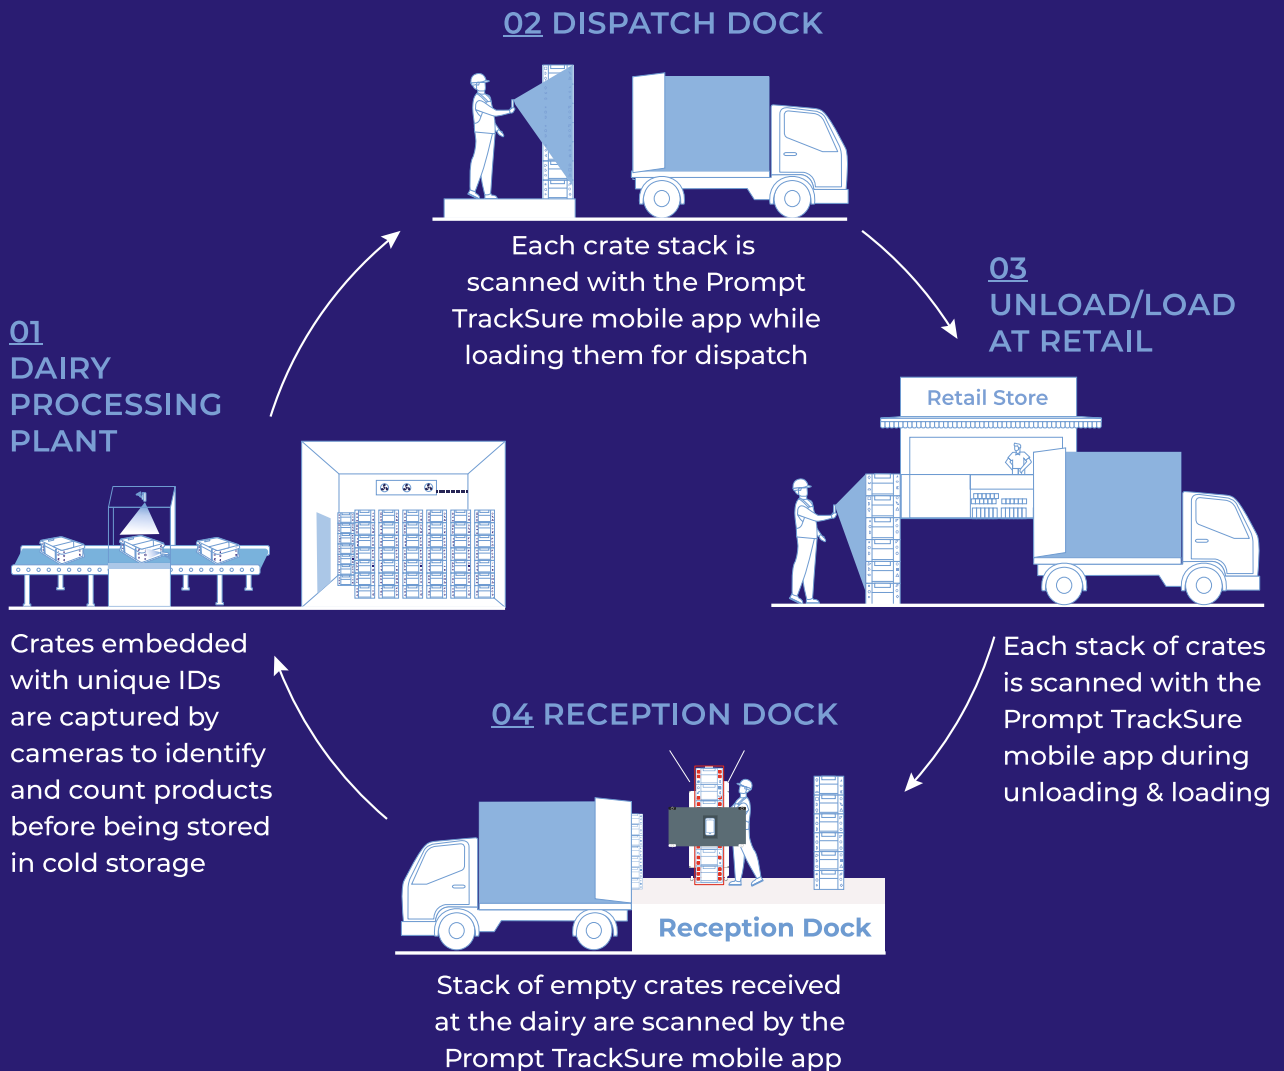 02 DISPATCH DOCK
Each crate stack is
scanned with the Prompt
TrackSure mobile app while
loading them for dispatch
03
UNLOAD/LOAD
AT RETAIL
Retail Store
Each stack of crates
is scanned with the
Prompt TrackSure
mobile app during
unloading & loading
04 RECEPTION DOCK
Reception Dock
Stack of empty crates received
at the dairy are scanned by the
Prompt TrackSure mobile app
01
DAIRY
PROCESSING
PLANT
Crates embedded
with unique IDs
are captured by
cameras to identify
and count products
before being stored
in cold storage